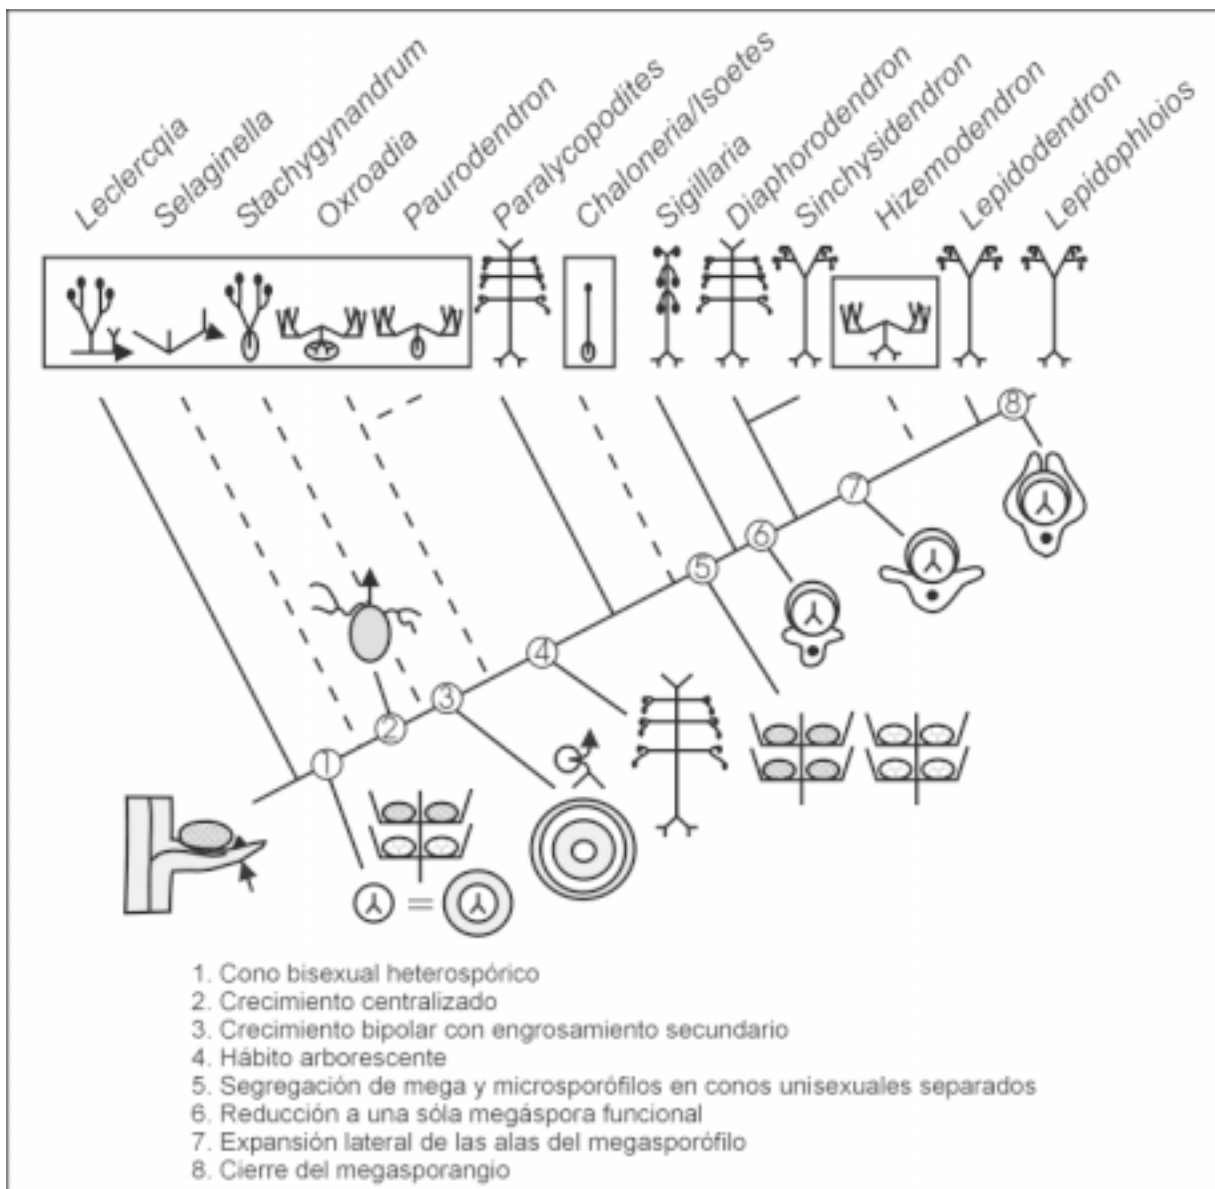 Leclercqia
Selaginella
Stachygynandrum
Oxroadia
Paurodendron
Paralycopodites
Chaloneria/Isoetes
Sigillaria
Diaphorodendron
Sinchysidendron
Hizemodendron
Lepidodendron
Lepidophloios
8
7
6
5
4
3
2
1
=
1. Cono bisexual heterospórico
2. Crecimiento centralizado
3. Crecimiento bipolar con engrosamiento secundario
4. Hábito arborescente
5. Segregación de mega y microsporófilos en conos unisexuales separados
6. Reducción a una sóla megáspora funcional
7. Expansión lateral de las alas del megasporófilo
8. Cierre del megasporangio